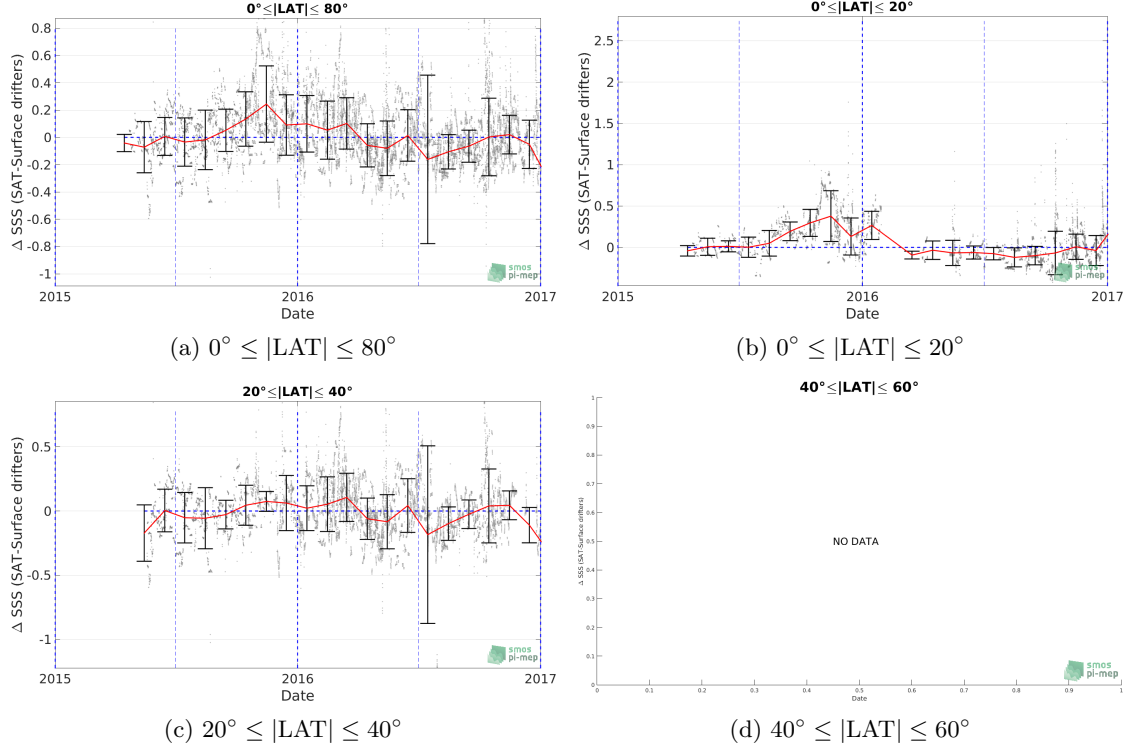 0°≤|LAT|≤ 80°
Δ SSS (SAT-Surface drifters)
0.8
0.6
0.4
0.2
0
-0.2
-0.4
-0.6
-0.8
-1
2015
2016
2017
Date
smos
pi-mep
(a) 0° ≤ |LAT| ≤ 80°
0°≤|LAT|≤ 20°
Δ SSS (SAT-Surface drifters)
2.5
2
1.5
1
0.5
0
2015
2016
2017
Date
smos
pi-mep
(b) 0° ≤ |LAT| ≤ 20°
20°≤|LAT|≤ 40°
Δ SSS (SAT-Surface drifters)
0.5
0
-0.5
-1
2015
2016
2017
Date
smos
pi-mep
(c) 20° ≤ |LAT| ≤ 40°
40°≤|LAT|≤ 60°
Δ SSS (SAT-Surface drifters)
1
0.9
0.8
0.7
0.6
0.5
0.4
0.3
0.2
0.1
0
NO DATA
0 0.1 0.2 0.3 0.4 0.5 0.6 0.7 0.8 0.9 1
Date
smos
pi-mep
(d) 40° ≤ |LAT| ≤ 60°